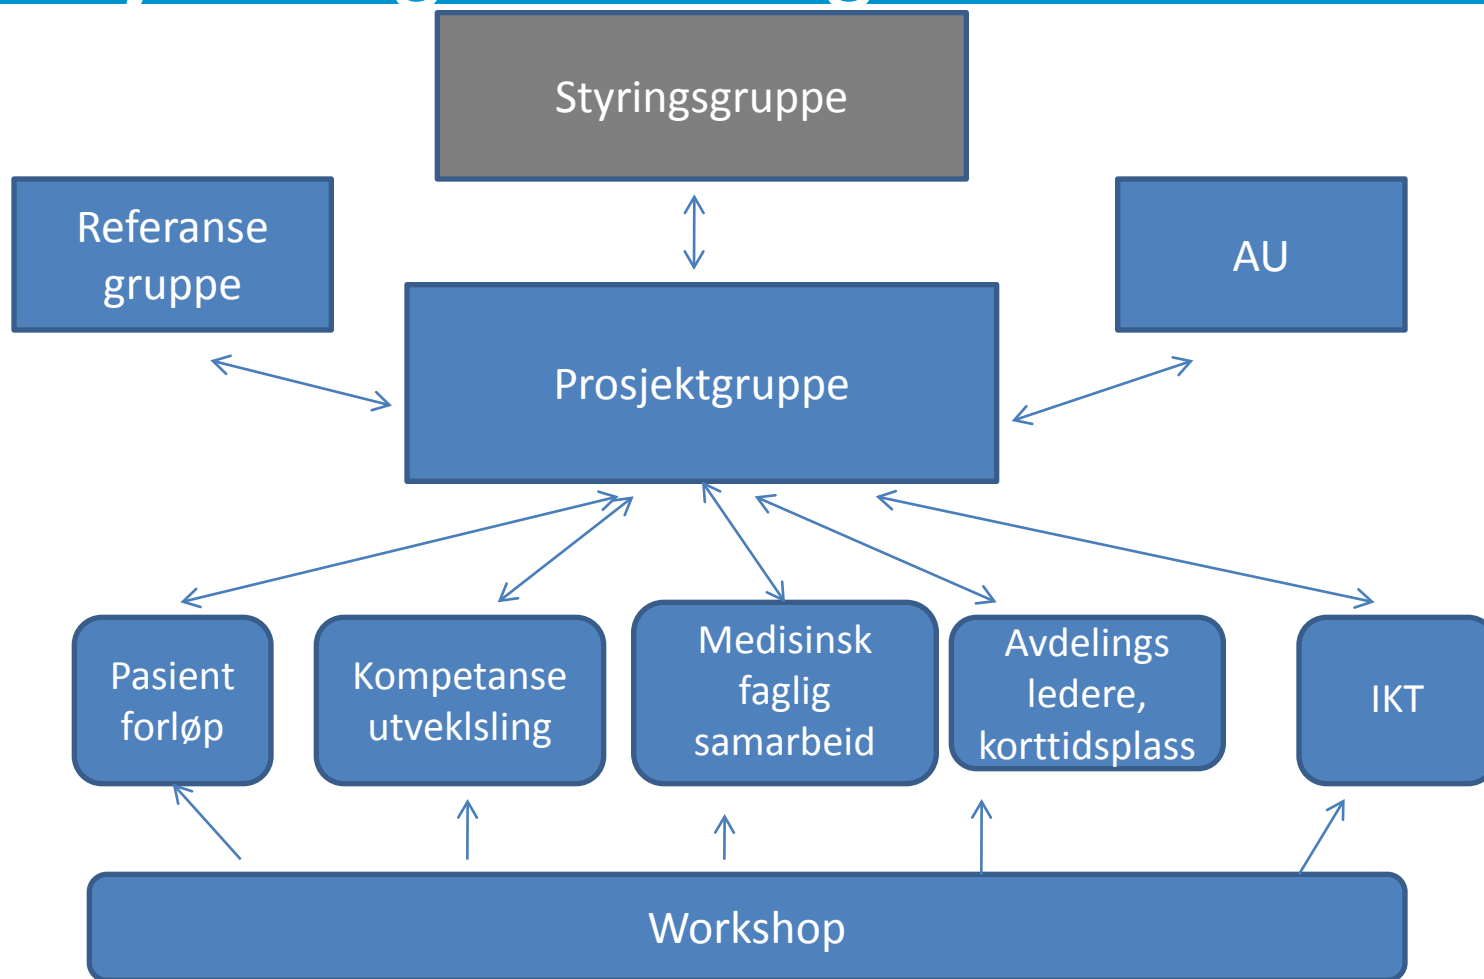 Styringsgruppe
Referanse
gruppe
AU
Prosjektgruppe
Pasient
forløp
Kompetanse
utveklsling
Medisinsk
faglig
samarbeid
Avdelings
ledere,
korttidsplass
IKT
Workshop